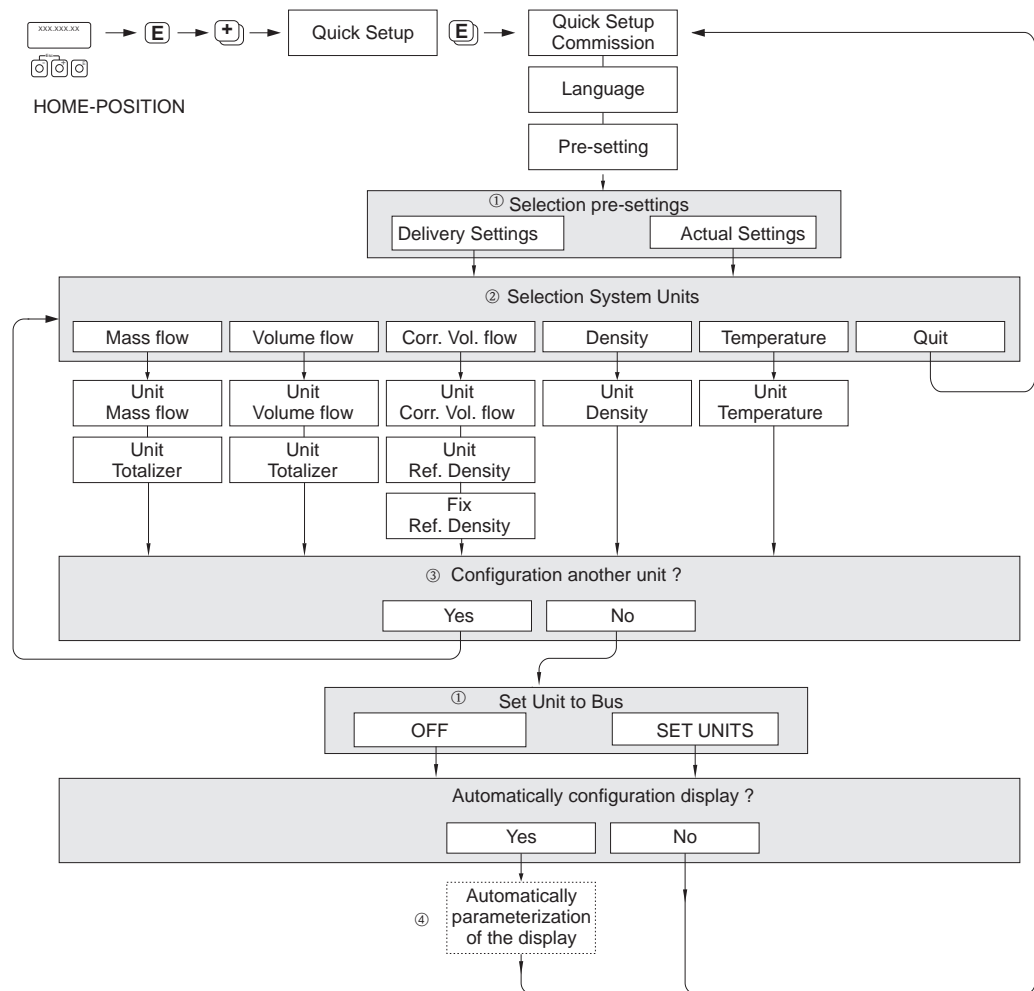 xxx.xxx.xx
Esc
E
+
Quick Setup
E
Quick Setup
Commission
HOME-POSITION
Language
Pre-setting
① Selection pre-settings
Delivery Settings
Actual Settings
② Selection System Units
Mass flow
Volume flow
Corr. Vol. flow
Density
Temperature
Quit
Unit
Mass flow
Unit
Volume flow
Unit
Corr. Vol. flow
Unit
Density
Unit
Temperature
Unit
Totalizer
Unit
Totalizer
Unit
Ref. Density
Fix
Ref. Density
③ Configuration another unit ?
Yes
No
① Set Unit to Bus
OFF
SET UNITS
Automatically configuration display ?
Yes
No
④
Automatically
parameterization
of the display